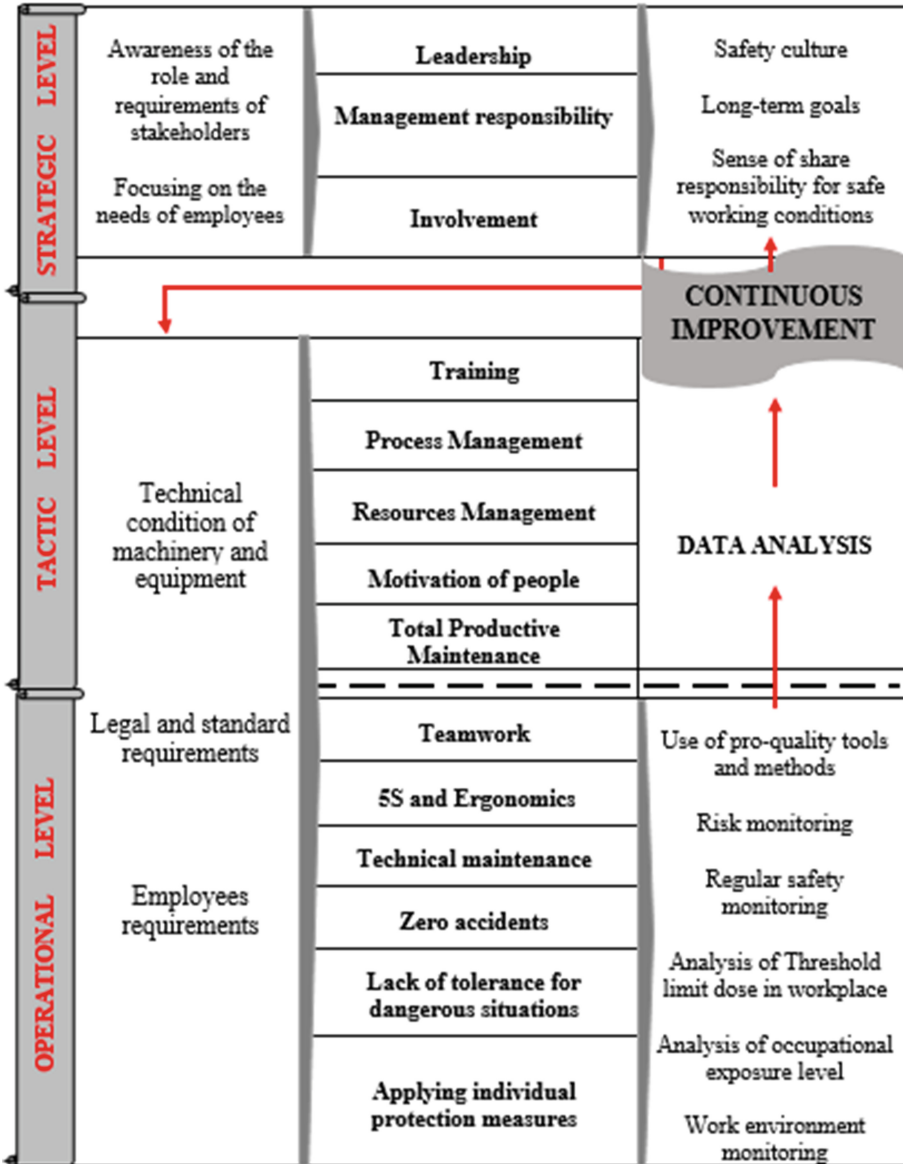 STRATEGIC LEVEL
Awareness of the
role and
requirements of
stakeholders
Focusing on the
needs of employees
Leadership
Management responsibility
Involvement
Safety culture
Long-term goals
Sense of share
responsibility for safe
working conditions
CONTINUOUS
IMPROVEMENT
TACTIC LEVEL
Technical
condition of
machinery and
equipment
Training
Process Management
Resources Management
Motivation of people
Total Productive
Maintenance
DATA ANALYSIS
OPERATIONAL LEVEL
Legal and standard
requirements
Employees
requirements
Teamwork
5S and Ergonomics
Technical maintenance
Zero accidents
Lack of tolerance for
dangerous situations
Applying individual
protection measures
Use of pro-quality tools
and methods
Risk monitoring
Regular safety
monitoring
Analysis of Threshold
limit dose in workplace
Analysis of occupational
exposure level
Work environment
monitoring